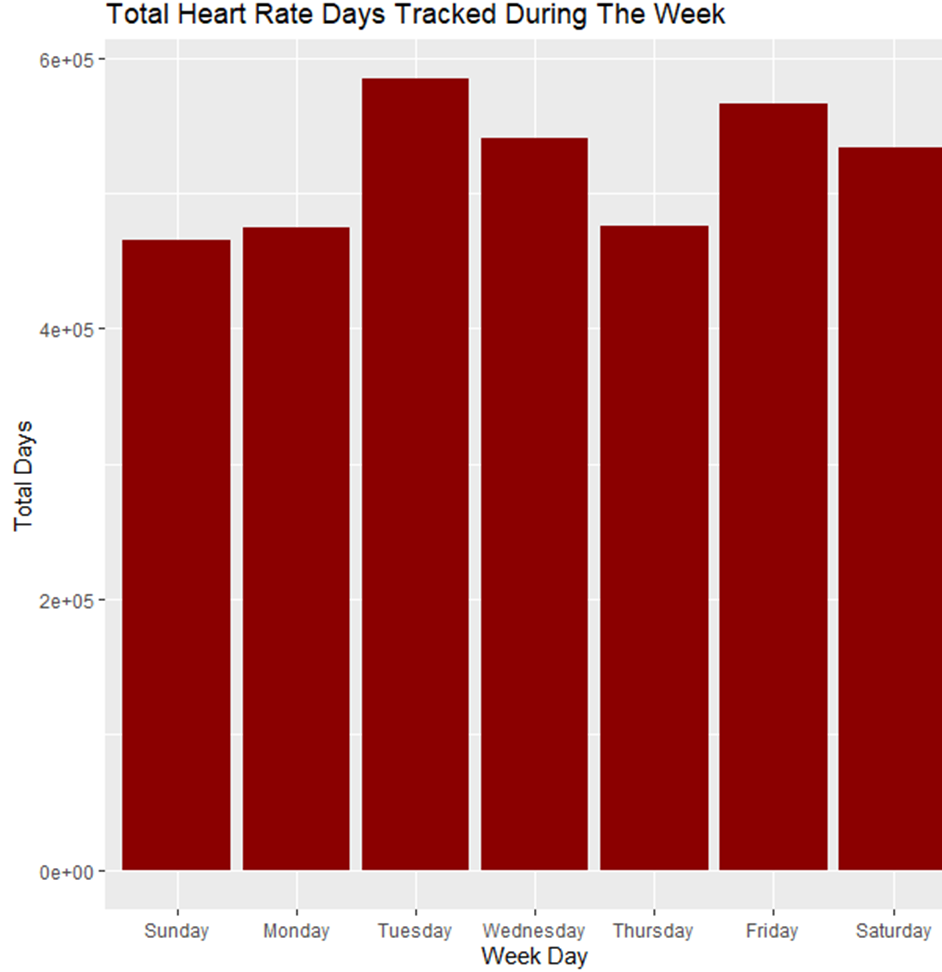 Total Heart Rate Days Tracked During The Week
6e+05
4e+05
2e+05
0e+00
Total Days
Sunday Monday Tuesday Wednesday Thursday Friday Saturday
Week Day